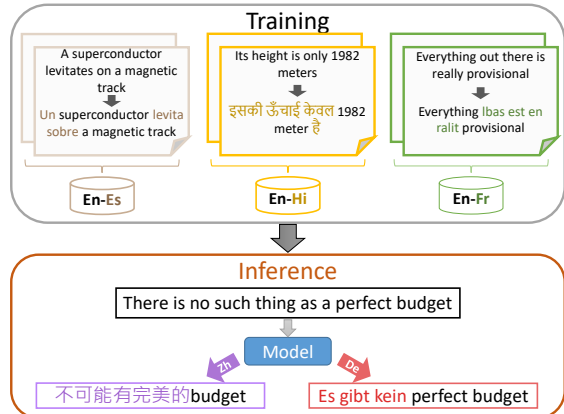 Training
A superconductor
levitates on a magnetic
track
Un superconductor levita
sobre a magnetic track
En-Es
Its height is only 1982
meters
इसकी ऊँचाई केवल 1982
meter है
En-Hi
Everything out there is
really provisional
Everything lbas est en
ralit provisional
En-Fr
Inference
There is no such thing as a perfect budget
Model
Zh
De
不可能有完美的budget
Es gibt kein perfect budget